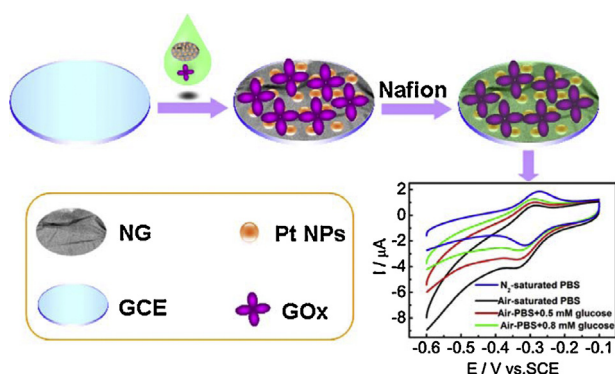 Nafion
NG
Pt NPs
GCE
GOx
I / μA
2
0
-2
-4
-6
-8
N2-saturated PBS
Air-saturated PBS
Air-PBS+0.5 mM glucose
Air-PBS+0.8 mM glucose
-0.6 -0.5 -0.4 -0.3 -0.2 -0.1
E / V vs.SCE